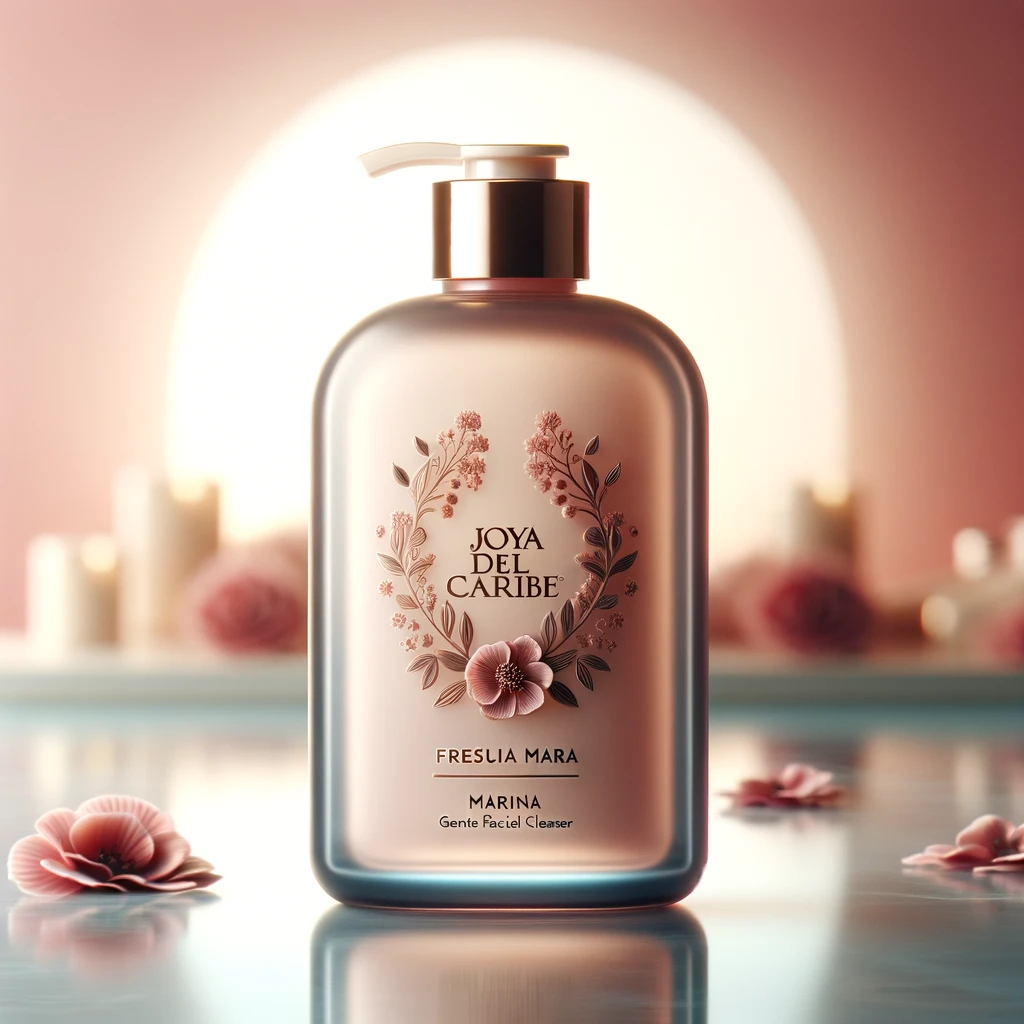 JOYA
DEL
CARIBE
FRESLIA MARA
MARINA
Gente Faciel Cleaser